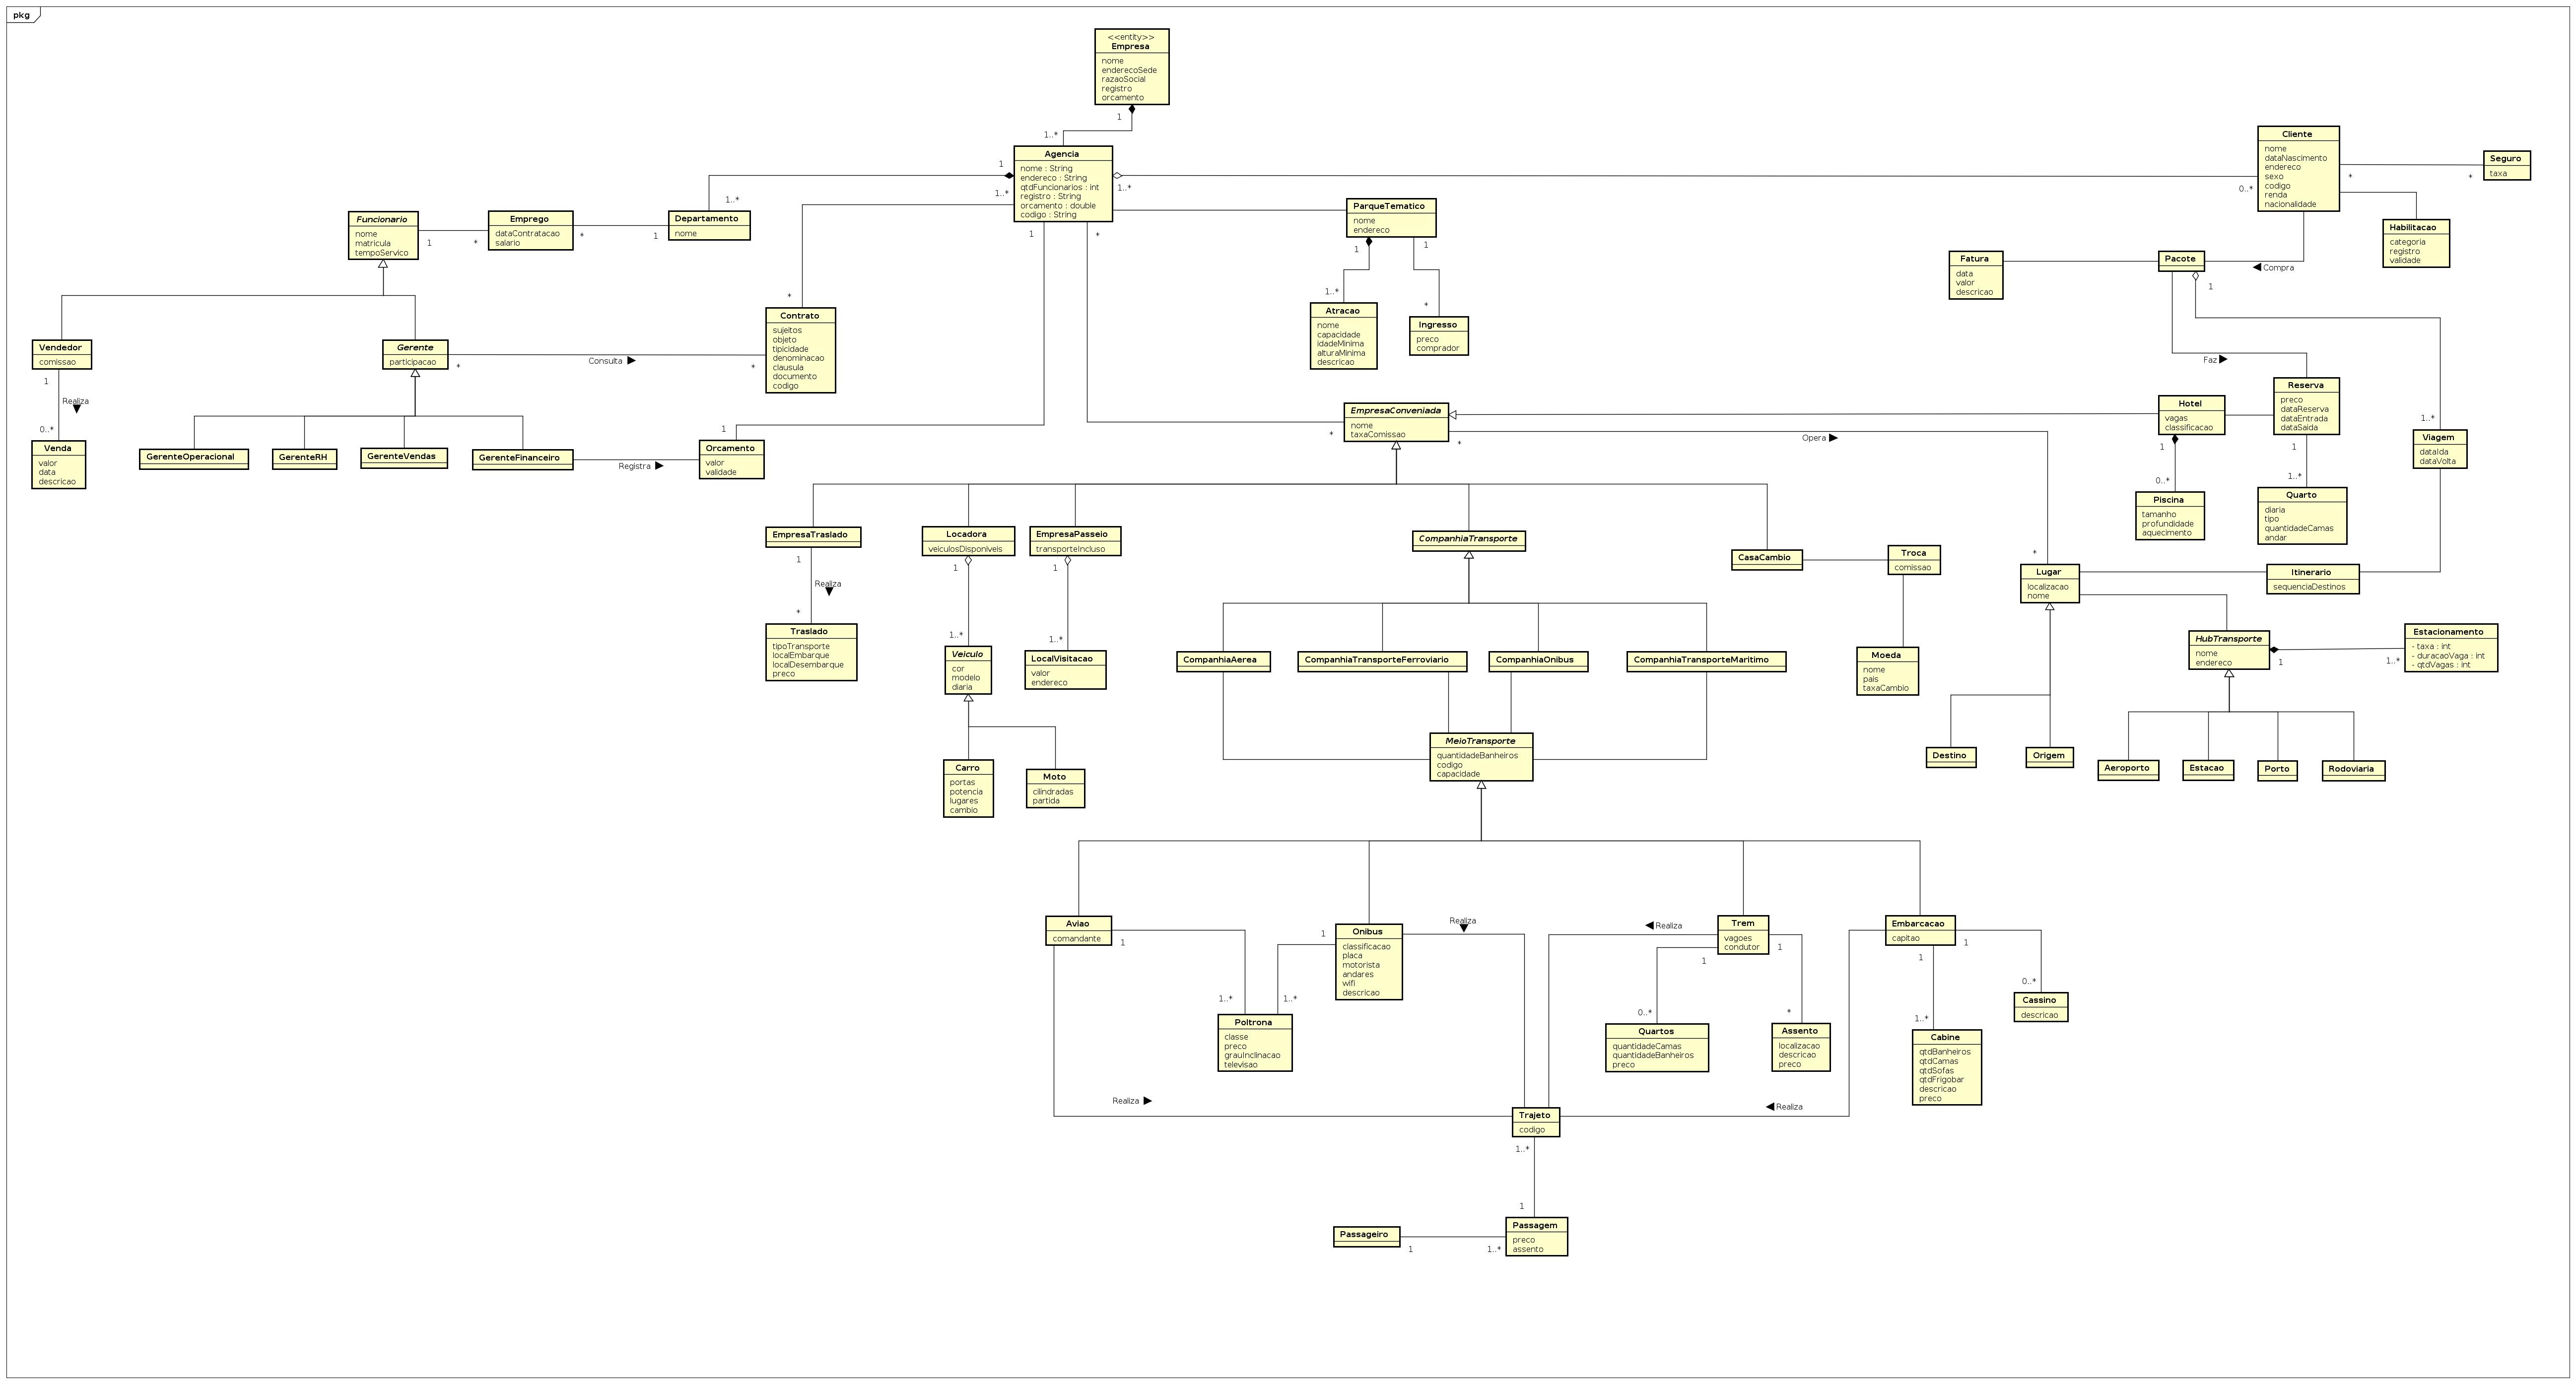 pkg
<<entity>>
Empresa
nome
enderecoSede
razaoSocial
registro
orcamento
1
1..*
Agencia
nome : String
endereco : String
qtdFuncionarios : int
registro : String
orcamento : double
codigo : String
1
1..*
1..*
1
*
1..*
0..*
Cliente
nome
dataNascimento
endereco
sexo
codigo
renda
nacionalidade
*
*
Seguro
taxa
Habilitacao
categoria
registro
validade
Funcionario
nome
matricula
tempoServico
1
*
Emprego
dataContratacao
salario
*
1
Departamento
nome
ParqueTematico
nome
endereco
1
1
1..*
*
Atracao
nome
capacidade
idadeMinima
alturaMinima
descricao
Ingresso
preco
comprador
Fatura
data
valor
descricao
Pacote
Compra
1
Faz
1..*
Vendedor
comissao
1
Realiza
0..*
Venda
valor
data
descricao
Gerente
participacao
*
Consulta
*
*
Contrato
sujeitos
objeto
tipicidade
denominacao
clausula
documento
codigo
GerenteOperacional
GerenteRH
GerenteVendas
GerenteFinanceiro
Registra
1
Orcamento
valor
validade
EmpresaConveniada
nome
taxaComissao
*
*
Opera
*
Hotel
vagas
classificacao
1
0..*
Piscina
tamanho
profundidade
aquecimento
Reserva
preco
dataReserva
dataEntrada
dataSaida
1
1..*
Quarto
diaria
tipo
quantidadeCamas
andar
Viagem
dataIda
dataVolta
EmpresaTraslado
1
Realiza
*
Traslado
tipoTransporte
localEmbarque
localDesembarque
preco
Locadora
veiculosDisponiveis
1
1..*
Veiculo
cor
modelo
diaria
EmpresaPasseio
transporteIncluso
1
1..*
LocalVisitacao
valor
endereco
CompanhiaTransporte
CasaCambio
Troca
comissao
Moeda
nome
pais
taxaCambio
Lugar
localizacao
nome
Itinerario
sequenciaDestinos
HubTransporte
nome
endereco
1
1..*
Estacionamento
- taxa : int
- duracaoVaga : int
- qtdVagas : int
CompanhiaAerea
CompanhiaTransporteFerroviario
CompanhiaOnibus
CompanhiaTransporteMaritimo
Carro
portas
potencia
lugares
cambio
Moto
cilindradas
partida
MeioTransporte
quantidadeBanheiros
codigo
capacidade
Destino
Origem
Aeroporto
Estacao
Porto
Rodoviaria
Aviao
comandante
1
1..*
Onibus
classificacao
placa
motorista
andares
wifi
descricao
1
1..*
Realiza
Poltrona
classe
preco
grauInclinacao
televisao
Trem
vagoes
condutor
Realiza
1
1
0..*
*
Quartos
quantidadeCamas
quantidadeBanheiros
preco
Assento
localizacao
descricao
preco
Embarcacao
capitao
1
1
0..*
1..*
Cassino
descricao
Cabine
qtdBanheiros
qtdCamas
qtdSofas
qtdFrigobar
descricao
preco
Realiza
Realiza
Trajeto
codigo
1..*
1
Passageiro
1
1..*
Passagem
preco
assento